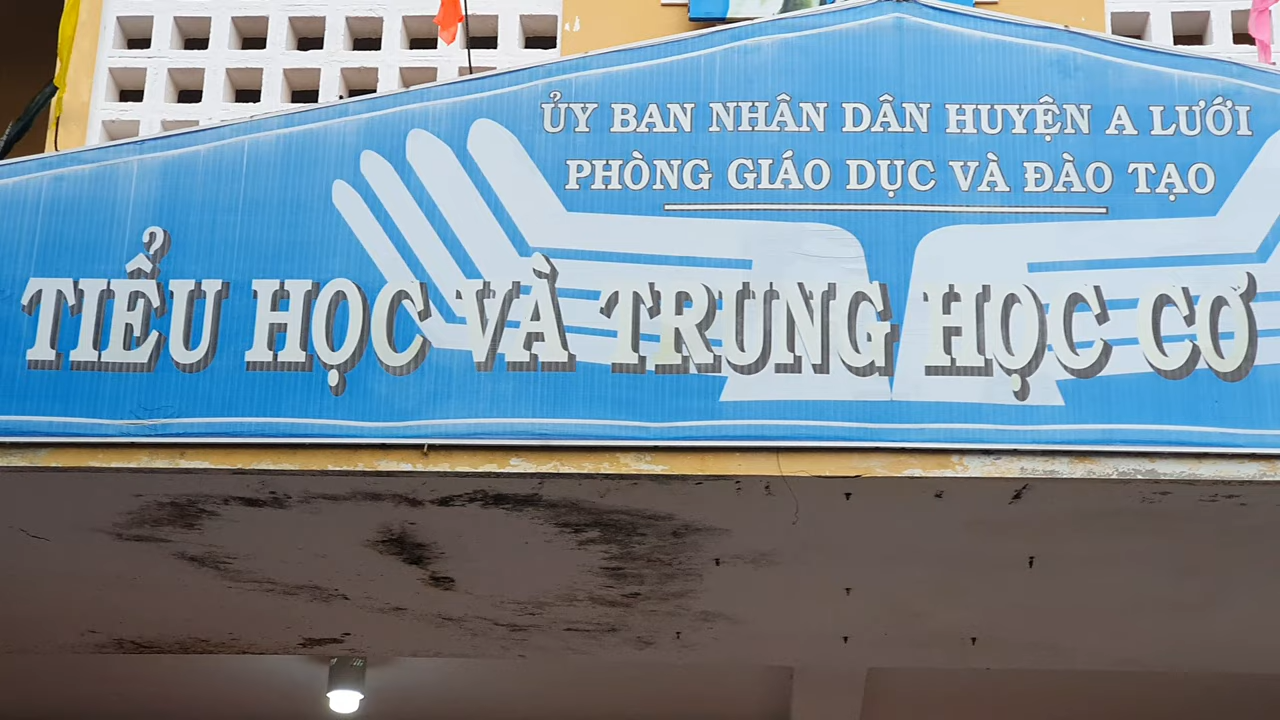 ỦY BAN NHÂN DÂN HUYỆN A LƯỚI
PHÒNG GIÁO DỤC VÀ ĐÀO TẠO
TIỂU HỌC VÀ TRUNG HỌC CƠ